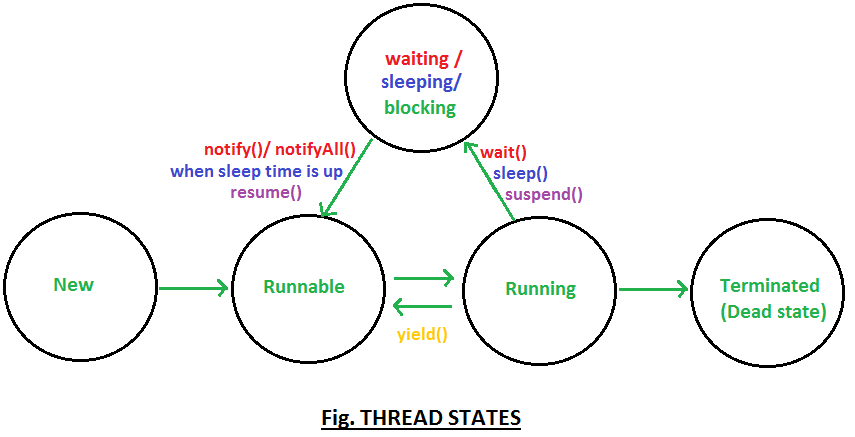 waiting /
sleeping/
blocking
notify()/ notifyAll()
when sleep time is up
resume()
wait()
sleep()
suspend()
New
Runnable
Running
Terminated
(Dead state)
yield()
Fig. THREAD STATES